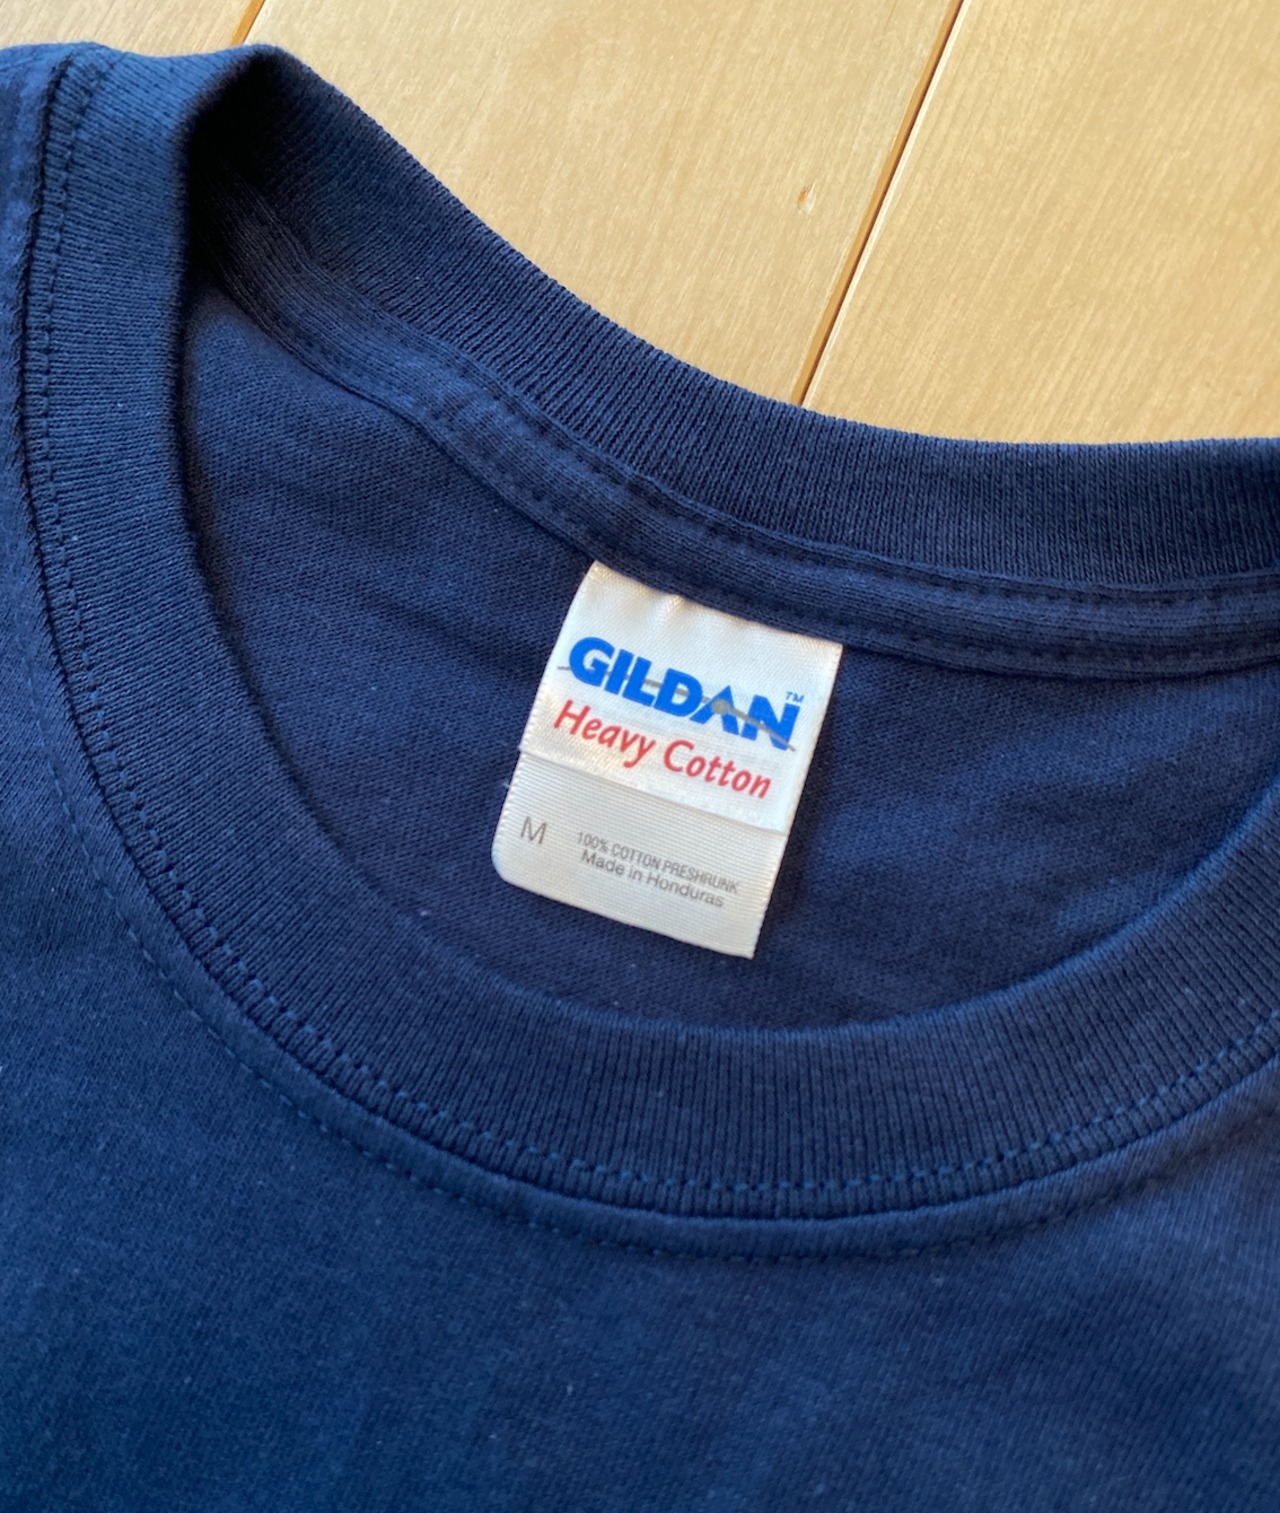 GILDAN™
Heavy Cotton
M
100% COTTON PRESHRUNK
Made in Honduras